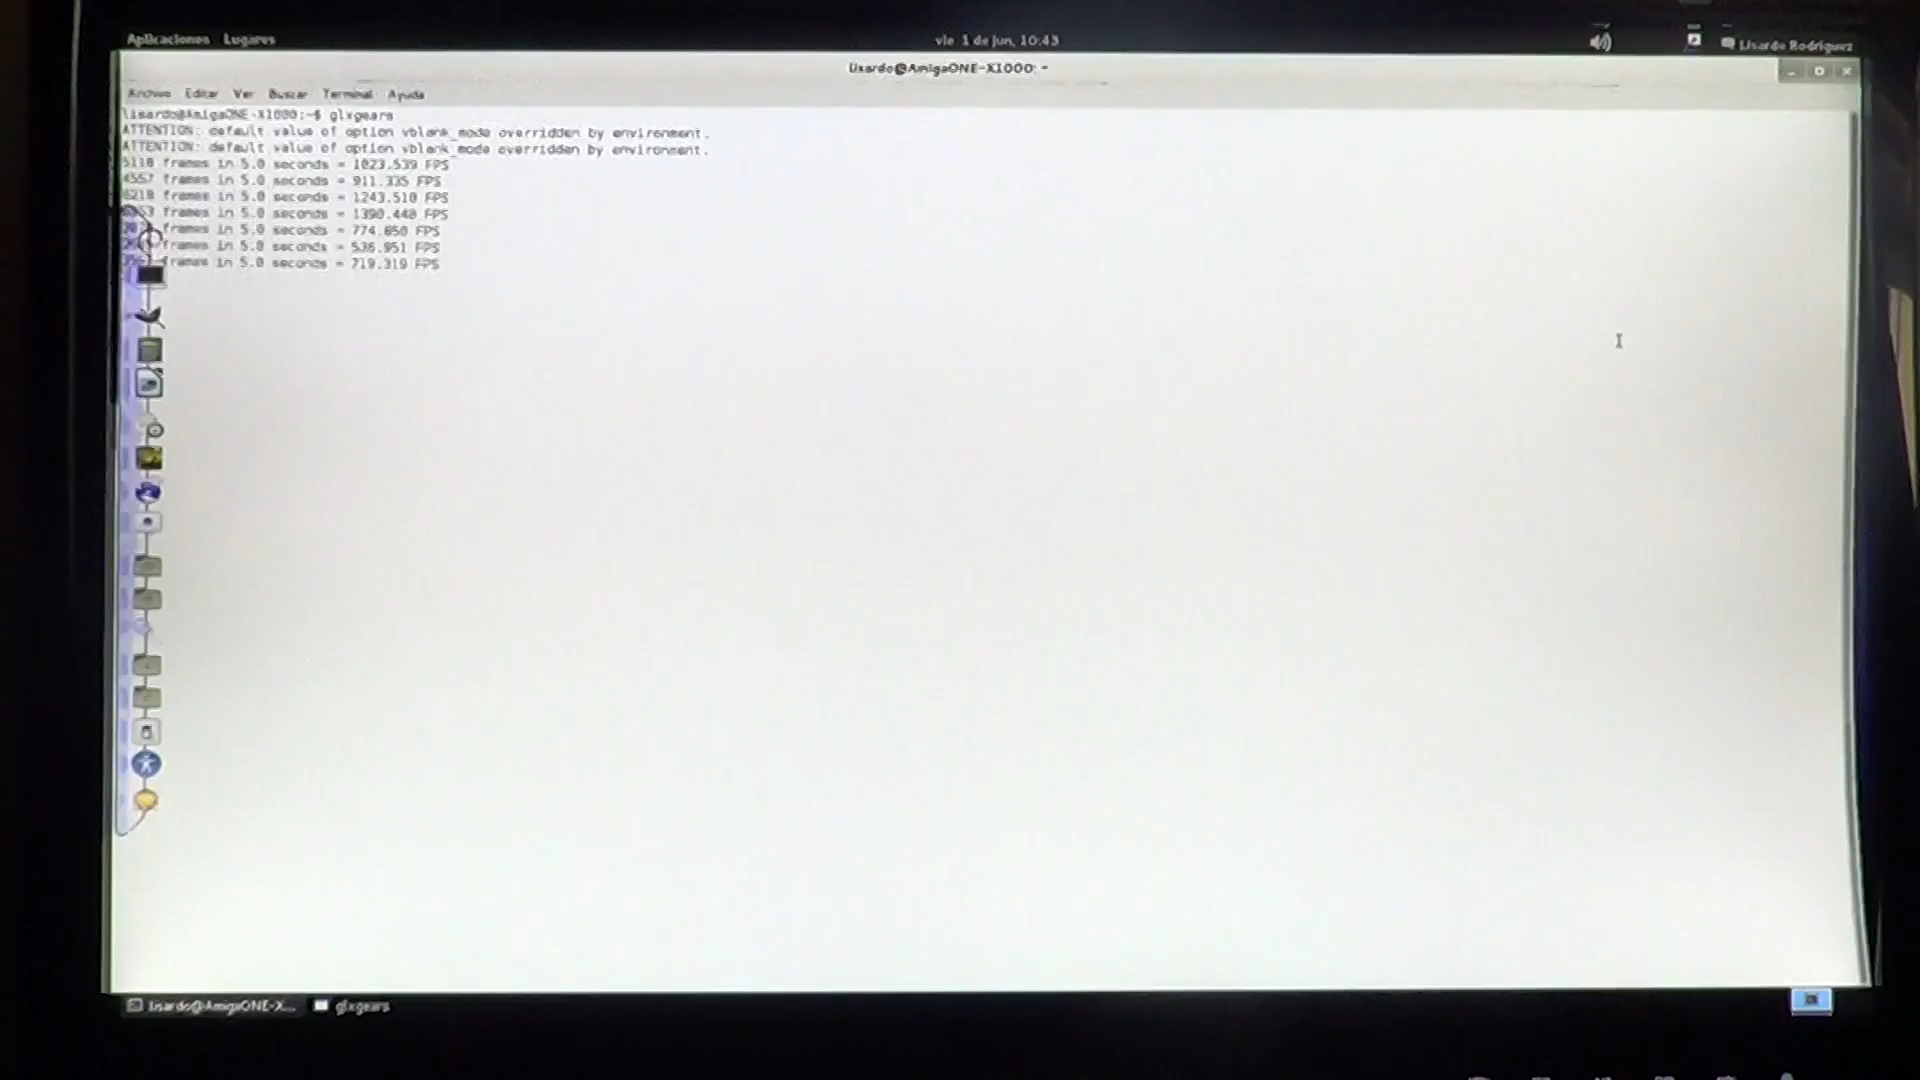 Aplicaciones Lugares
vie 1 de jun, 10:43
Lisardo Rodríguez
lisardo@AmigaONE-X1000: ~
Archivo Editar Ver Buscar Terminal Ayuda
lisardo@AmigaONE-X1000:~$ glxgears
ATTENTION: default value of option vblank_mode overridden by environment.
ATTENTION: default value of option vblank_mode overridden by environment.
5118 frames in 5.0 seconds = 1023.539 FPS
4557 frames in 5.0 seconds = 911.335 FPS
6218 frames in 5.0 seconds = 1243.510 FPS
frames in 5.0 seconds = 1390.448 FPS
frames in 5.0 seconds = 774.850 FPS
frames in 5.0 seconds = 536.951 FPS
frames in 5.0 seconds = 719.319 FPS
lisardo@AmigaONE-X...
glxgears